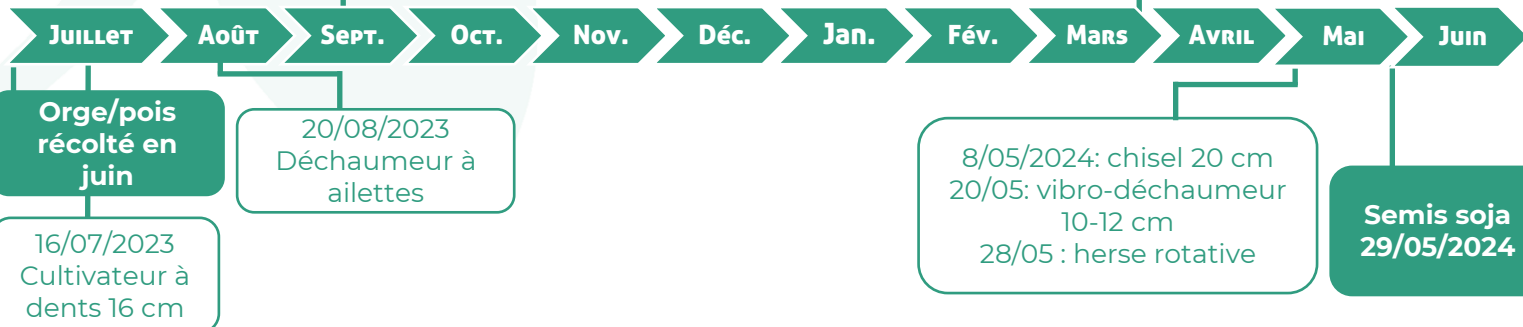 Juillet Août Sept. Oct. Nov. Déc. Jan. Fév. Mars Avril Mai Juin
Orge/pois
récolté en
juin
16/07/2023
Cultivateur à
dents 16 cm
20/08/2023
Déchaumeur à
ailettes
8/05/2024: chisel 20 cm
20/05: vibro-déchaumeur
10-12 cm
28/05 : herse rotative
Semis soja
29/05/2024